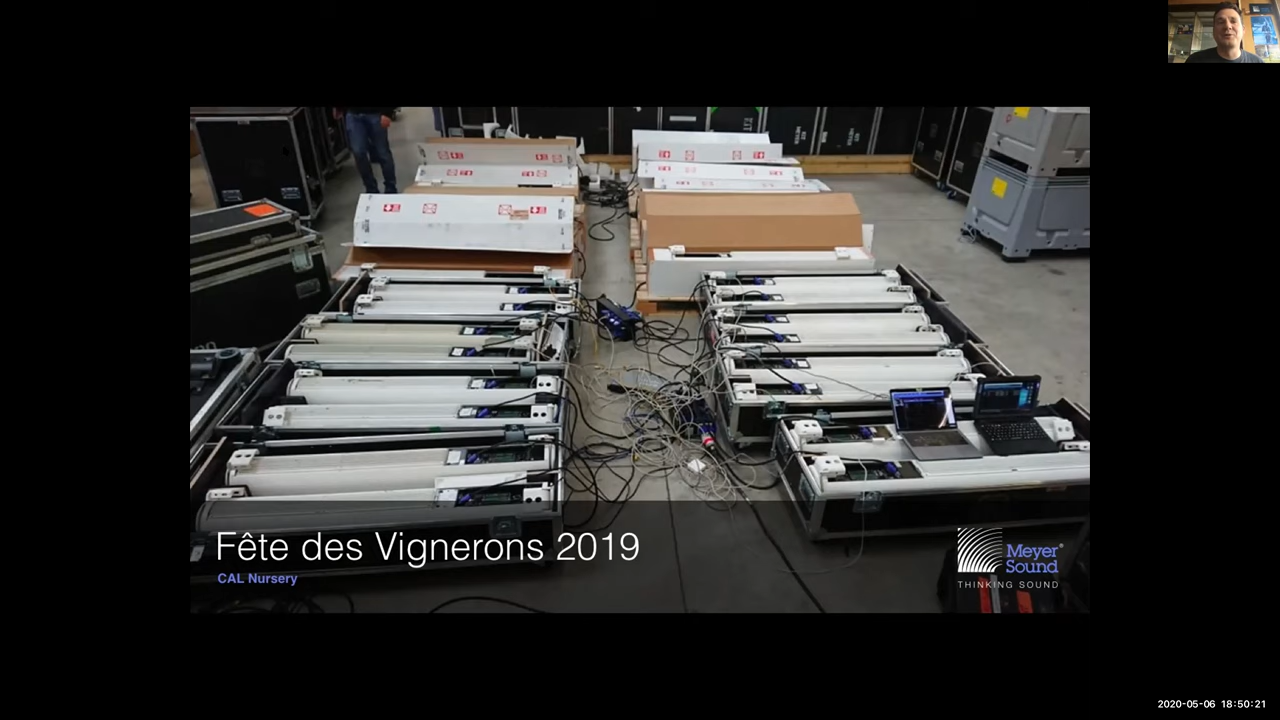 Fête des Vignerons 2019
CAL Nursery
Meyer
Sound
THINKING SOUND
2020-05-06 18:50:21